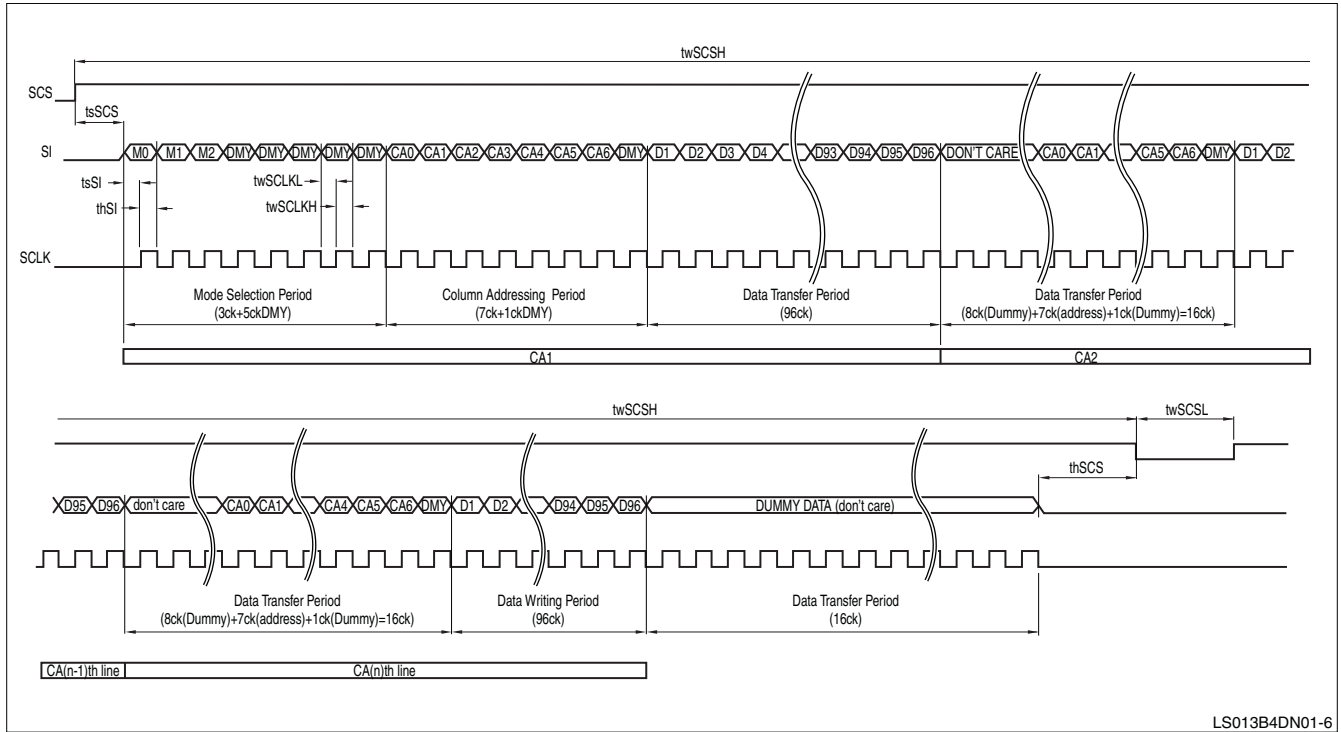 twSCSH
SCS
tsSCS
SI
M0 M1 M2 DMY DMY DMY DMY DMY CA0 CA1 CA2 CA3 CA4 CA5 CA6 DMY D1 D2 D3 D4 D93 D94 D95 D96 DON'T CARE CA0 CA1 CA5 CA6 DMY D1 D2
tsSI
twSCLKL
thSI
twSCLKH
SCLK
Mode Selection Period
(3ck+5ckDMY)
Column Addressing Period
(7ck+1ckDMY)
Data Transfer Period
(96ck)
Data Transfer Period
(8ck(Dummy)+7ck(address)+1ck(Dummy)=16ck)
CA1
CA2
twSCSH
twSCSL
thSCS
D95 D96 don't care CA0 CA1 CA4 CA5 CA6 DMY D1 D2 D94 D95 D96 DUMMY DATA (don't care)
Data Transfer Period
(8ck(Dummy)+7ck(address)+1ck(Dummy)=16ck)
Data Writing Period
(96ck)
Data Transfer Period
(16ck)
CA(n-1)th line
CA(n)th line
LS013B4DN01-6